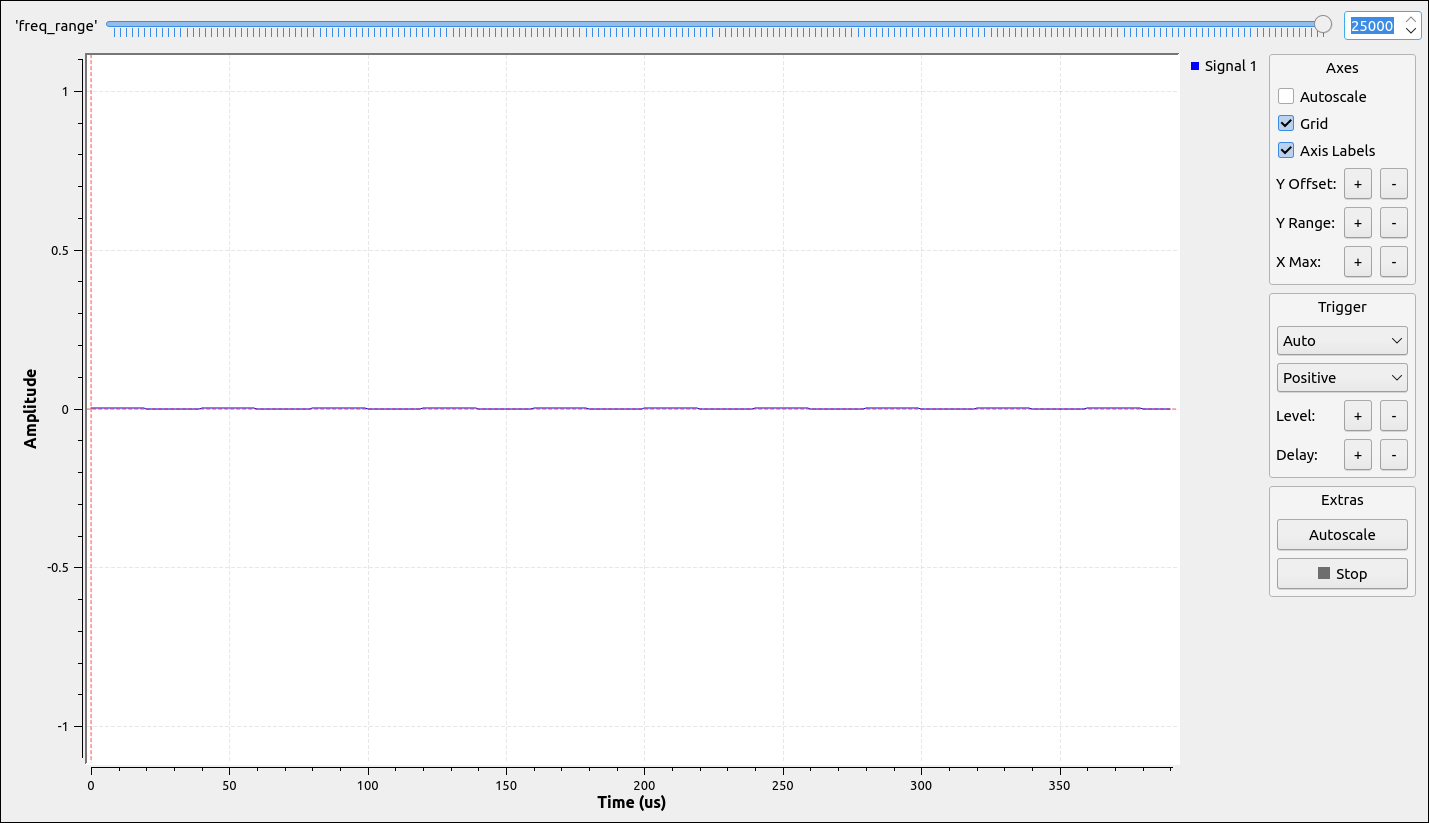 'freq_range'
25000
Signal 1
Axes
Autoscale
Grid
Axis Labels
Y Offset: + -
Y Range: + -
X Max: + -
Trigger
Auto
Positive
Level: + -
Delay: + -
Extras
Autoscale
Stop
Amplitude
1
0.5
0
-0.5
-1
0 50 100 150 200 250 300 350
Time (us)